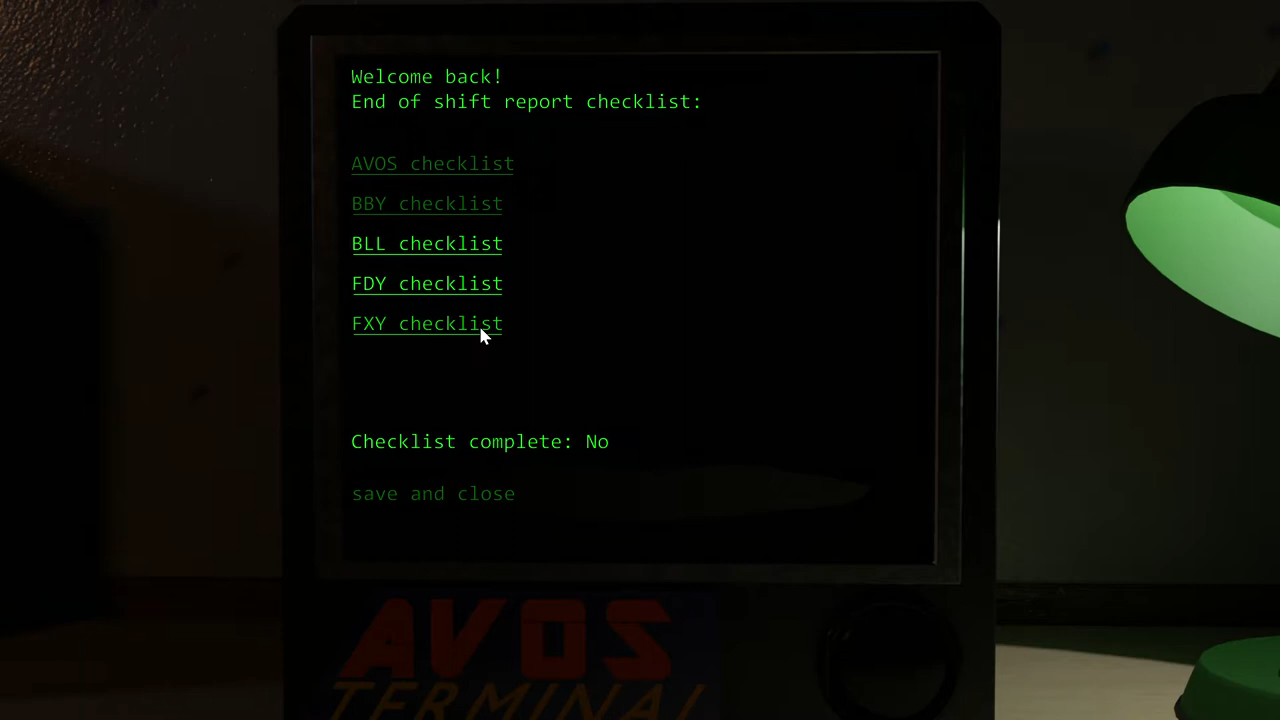 Welcome back!
End of shift report checklist:
AVOS checklist
BBY checklist
BLL checklist
FDY checklist
FXY checklist
Checklist complete: No
save and close
AVOS
TERMINAL